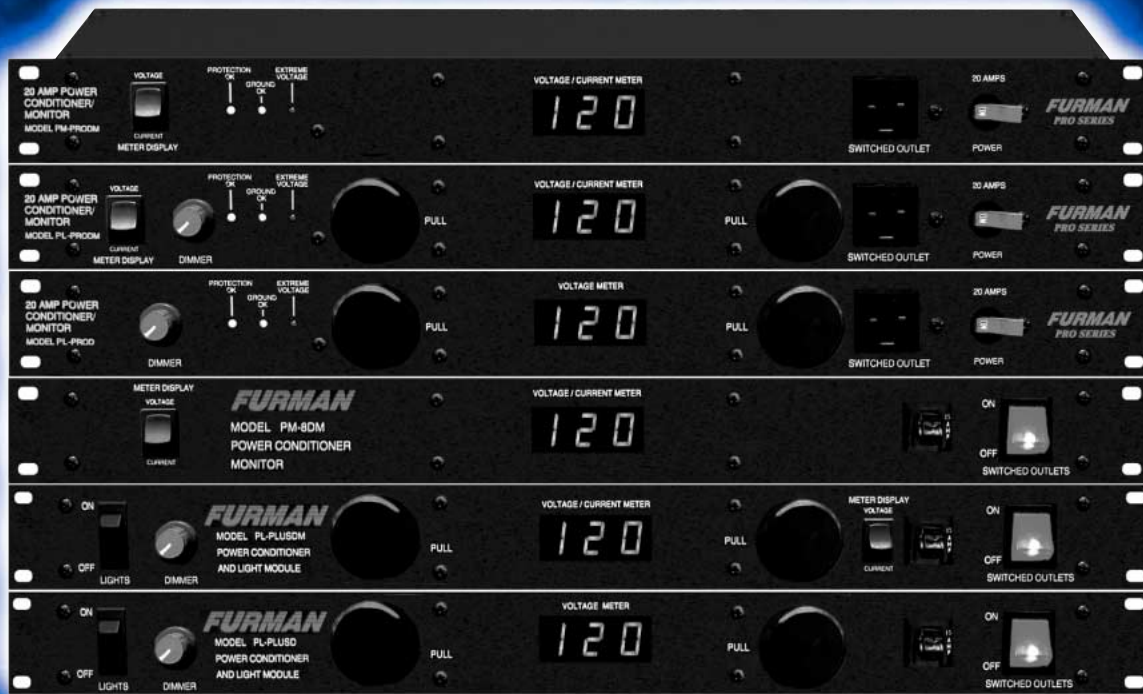 VOLTAGE
CURRENT
METER DISPLAY
20 AMP POWER
CONDITIONER/
MONITOR
MODEL PM-PRODM
PROTECTION
OK
GROUND
OK
EXTREME
VOLTAGE
VOLTAGE / CURRENT METER
120
SWITCHED OUTLET
20 AMPS
POWER
FURMAN
PRO SERIES
20 AMP POWER
CONDITIONER/
MONITOR
MODEL PL-PRODM
VOLTAGE
CURRENT
METER DISPLAY
DIMMER
PROTECTION
OK
GROUND
OK
EXTREME
VOLTAGE
PULL
VOLTAGE / CURRENT METER
120
PULL
SWITCHED OUTLET
20 AMPS
POWER
FURMAN
PRO SERIES
20 AMP POWER
CONDITIONER/
MONITOR
MODEL PL-PROD
DIMMER
PROTECTION
OK
GROUND
OK
EXTREME
VOLTAGE
PULL
VOLTAGE METER
120
PULL
SWITCHED OUTLET
20 AMPS
POWER
FURMAN
PRO SERIES
METER DISPLAY
VOLTAGE
CURRENT
FURMAN
MODEL PM-8DM
POWER CONDITIONER
MONITOR
VOLTAGE / CURRENT METER
120
15
AMP
ON
OFF
SWITCHED OUTLETS
ON
OFF
LIGHTS
DIMMER
FURMAN
MODEL PL-PLUSDM
POWER CONDITIONER
AND LIGHT MODULE
PULL
VOLTAGE / CURRENT METER
120
PULL
METER DISPLAY
VOLTAGE
CURRENT
15
AMP
ON
OFF
SWITCHED OUTLETS
ON
OFF
LIGHTS
DIMMER
FURMAN
MODEL PL-PLUSD
POWER CONDITIONER
AND LIGHT MODULE
PULL
VOLTAGE METER
120
PULL
15
AMP
ON
OFF
SWITCHED OUTLETS